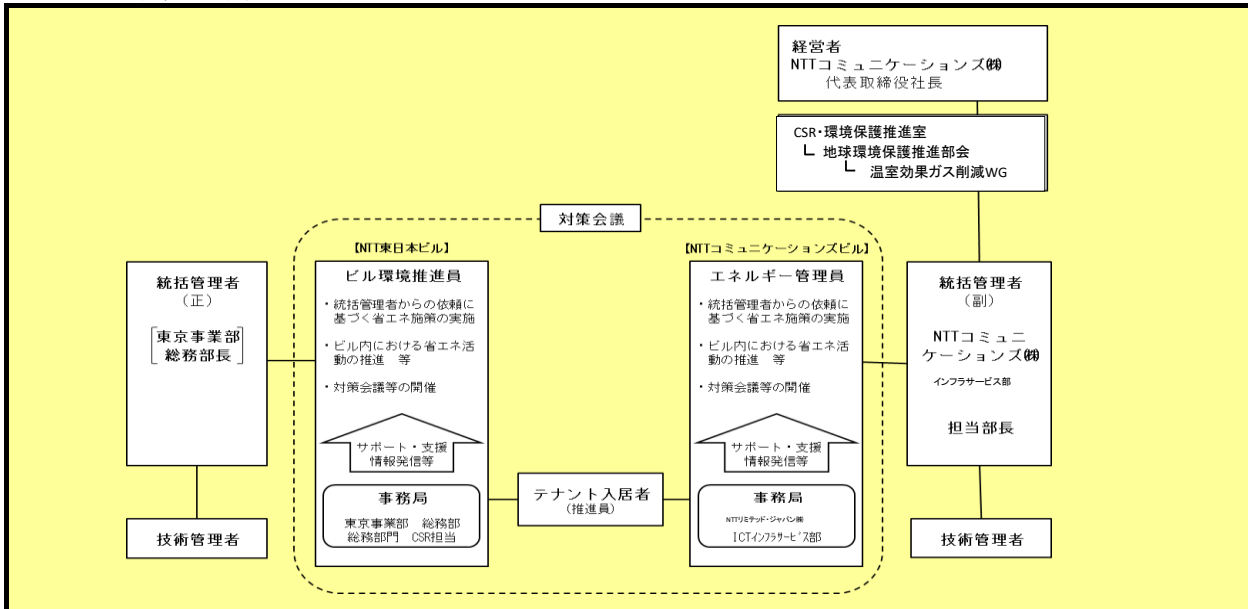 経営者
NTTコミュニケーションズ㈱
代表取締役社長
CSR・環境保護推進室
地球環境保護推進部会
温室効果ガス削減WG
対策会議
【NTT東日本ビル】
【NTTコミュニケーションズビル】
統括管理者
(正)
東京事業部
総務部長
技術管理者
ビル環境推進員
・統括管理者からの依頼に
基づく省エネ施策の実施
・ビル内における省エネ活
動の推進 等
・対策会議等の開催
サポート・支援
情報発信等
事務局
東京事業部 総務部
総務部門 CSR担当
テナント入居者
(推進員)
エネルギー管理員
・統括管理者からの依頼に
基づく省エネ施策の実施
・ビル内における省エネ活
動の推進 等
・対策会議等の開催
サポート・支援
情報発信等
事務局
NTTリミテッド・ジャパン㈱
ICTインフラサービス部
統括管理者
(副)
NTTコミュニ
ケーションズ㈱
インフラサービス部
担当部長
技術管理者